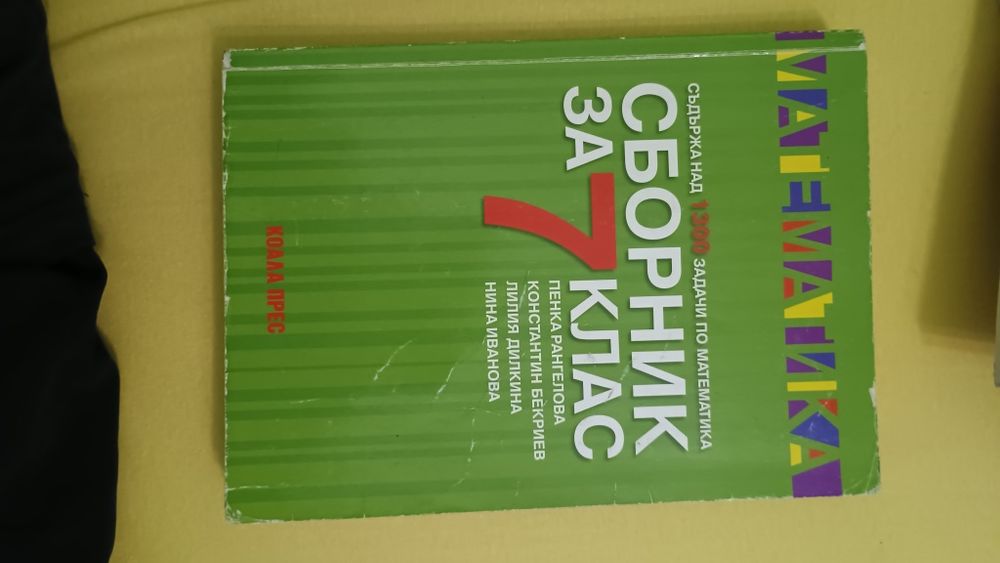 МАТЕМАТИКА
СЪДЪРЖА НАД 1300 ЗАДАЧИ ПО МАТЕМАТИКА
СБОРНИК
ЗА 7 КЛАС
ПЕНКА РАНГЕЛОВА
КОНСТАНТИН БЕКРИЕВ
ЛИЛИЯ ДИЛКИНА
НИНА ИВАНОВА
КОАЛА ПРЕС